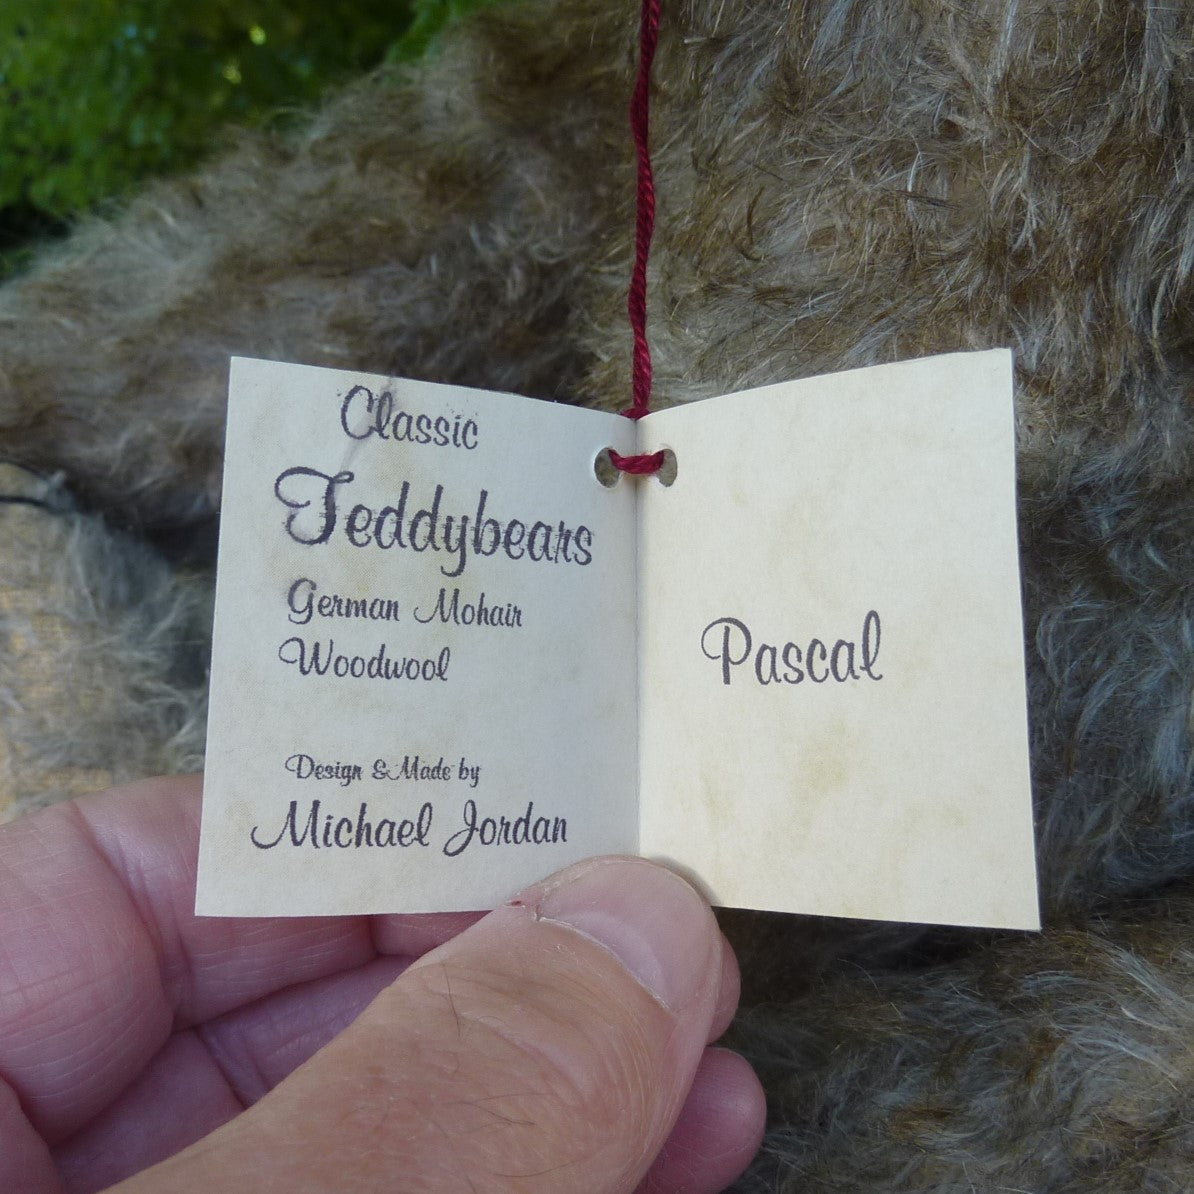 Classic
Teddybears
German Mohair
Woodwool
Design & Made by
Michael Jordan
Pascal